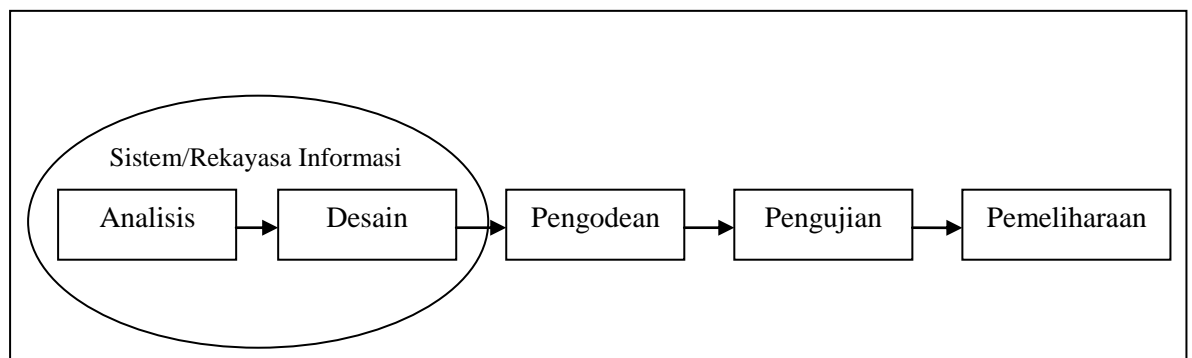 Sistem/Rekayasa Informasi
Analisis
Desain
Pengodean
Pengujian
Pemeliharaan